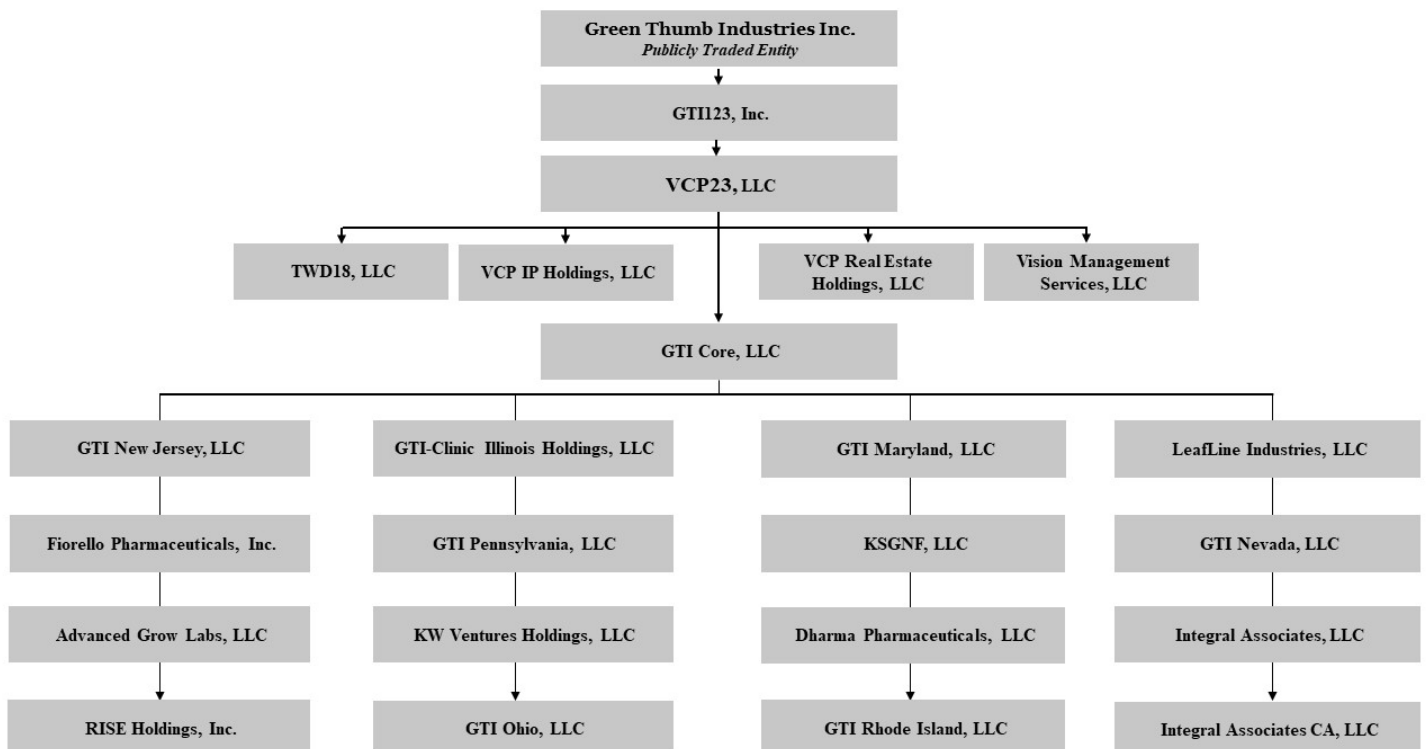 Green Thumb Industries Inc.
Publicly Traded Entity
GTI123, Inc.
VCP23, LLC
TWD18, LLC
VCP IP Holdings, LLC
VCP Real Estate
Holdings, LLC
Vision Management
Services, LLC
GTI Core, LLC
GTI New Jersey, LLC
GTI-Clinic Illinois Holdings, LLC
GTI Maryland, LLC
LeafLine Industries, LLC
Fiorello Pharmaceuticals, Inc.
GTI Pennsylvania, LLC
KSGNF, LLC
GTI Nevada, LLC
Advanced Grow Labs, LLC
KW Ventures Holdings, LLC
Dharma Pharmaceuticals, LLC
Integral Associates, LLC
RISE Holdings, Inc.
GTI Ohio, LLC
GTI Rhode Island, LLC
Integral Associates CA, LLC